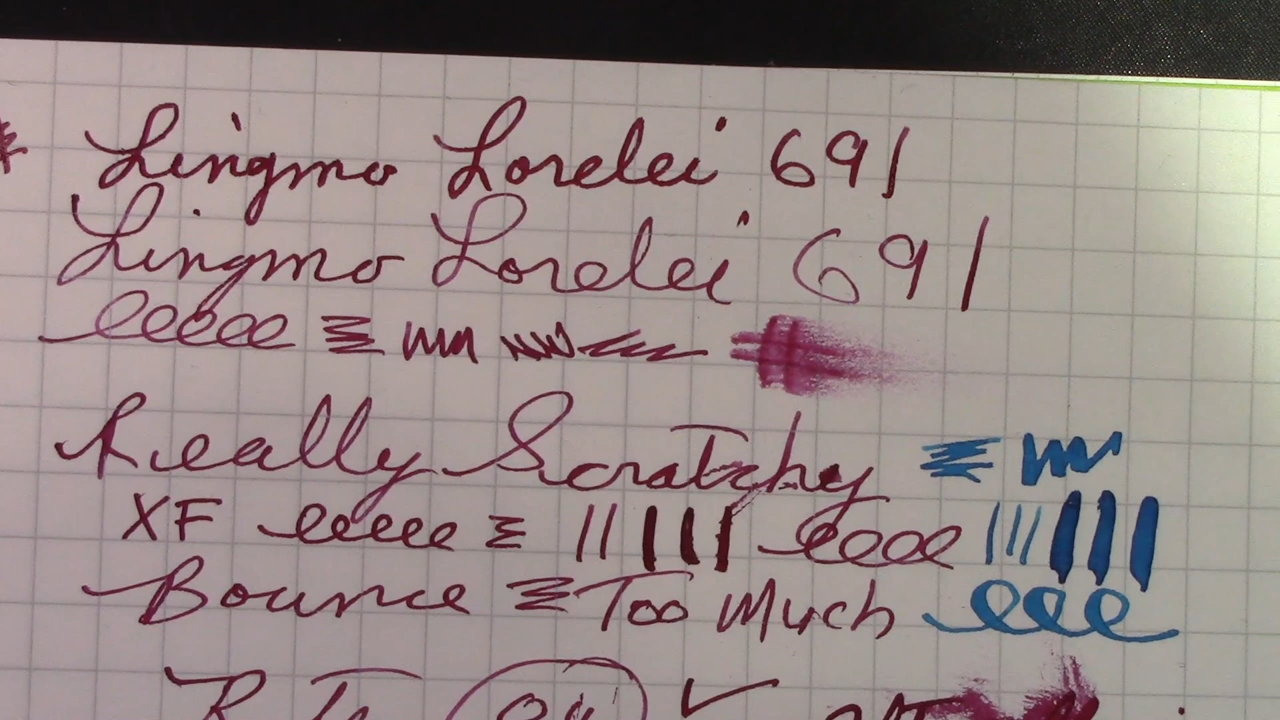 Lingmo Lorelei 691
Lingmo Lorelei 691
Really Scratchy
XF
Bounce Too Much